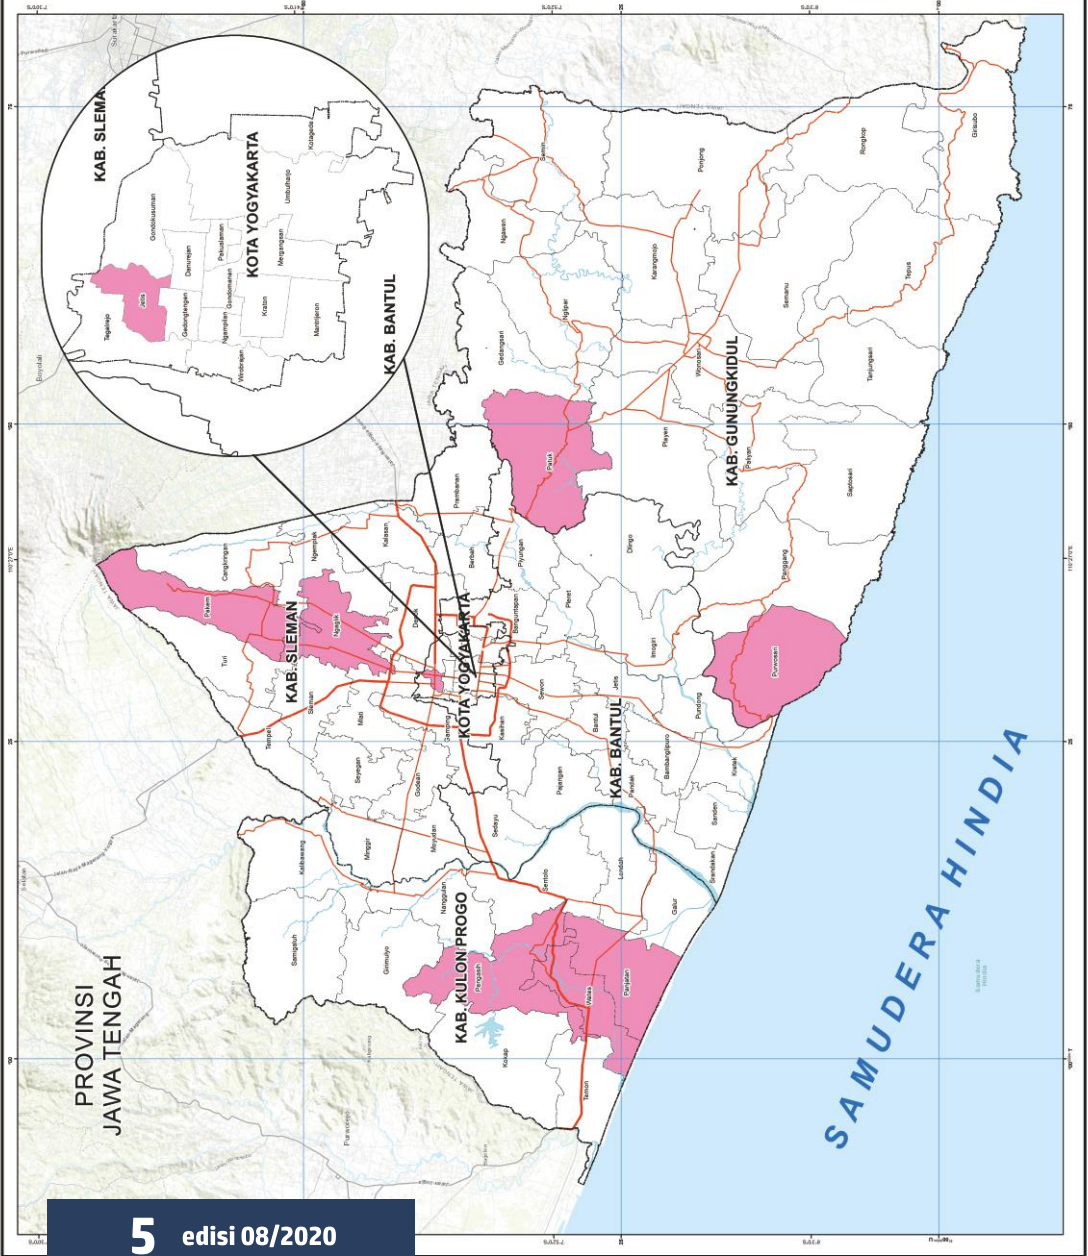 PROVINSI
JAWA TENGAH
KAB. SLEMA
KOTA YOGYAKARTA
KAB. BANTUL
Tegalrejo
Jetis
Gondokusuman
Danurejan
Gedongtengan
Pakualaman
Ngampilan
Gondomanan
Wirobrajan
Kraton
Mergangsan
Umbulharjo
Kotagede
Mantrijeron
Surakarta
Boyolali
KAB. SLEMAN
Pakem
Cangkringan
Turi
Ngemplak
Ngaglik
Sleman
Tempel
Mlati
Seyegan
Kalasan
Depok
Prambanan
Berbah
Godean
Gamping
Minggir
Moyudan
KOTA YOGYAKARTA
KAB. BANTUL
Banguntapan
Piyungan
Pleret
Dlingo
Imogiri
Sewon
Kasihan
Jetis
Bantul
Pajangan
Sedayu
Pandak
Bambanglipuro
Pundong
Kretek
Sanden
Srandakan
KAB. KULON PROGO
Kalibawang
Samigaluh
Girimulyo
Nanggulan
Pengasih
Kokap
Sentolo
Lendah
Galur
Wates
Panjatan
Temon
KAB. GUNUNGKIDUL
Patuk
Gedangsari
Ngawen
Semin
Nglipar
Karangmojo
Ponjong
Wonosari
Playen
Paliyan
Semanu
Rongkop
Girisubo
Tepus
Tanjungsari
Saptosari
Panggang
Purwosari
Purworejo
SAMUDERA HINDIA
5 edisi 08/2020